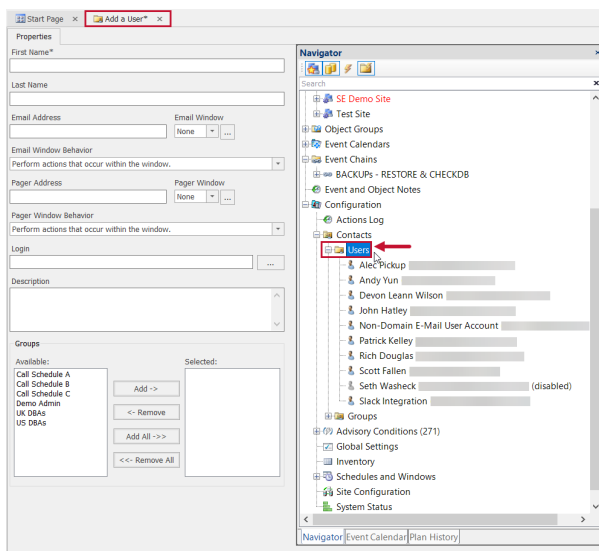 Start Page × Add a User* ×
Properties
First Name*
Last Name
Email Address Email Window
None ...
Email Window Behavior
Perform actions that occur within the window.
Pager Address Pager Window
None ...
Pager Window Behavior
Perform actions that occur within the window.
Login
...
Description
Groups
Available: Selected:
Call Schedule A
Call Schedule B
Call Schedule C
Demo Admin
UK DBAs
US DBAs
Add ->
<- Remove
Add All ->>
<<- Remove All
Navigator ×
Search ×
SE Demo Site
Test Site
Object Groups
Event Calendars
Event Chains
BACKUPs - RESTORE & CHECKDB
Event and Object Notes
Configuration
Actions Log
Contacts
Users
Alec Pickup
Andy Yun
Devon Leann Wilson
John Hatley
Non-Domain E-Mail User Account
Patrick Kelley
Rich Douglas
Scott Fallen
Seth Washeck (disabled)
Slack Integration
Groups
Advisory Conditions (271)
Global Settings
Inventory
Schedules and Windows
Site Configuration
System Status
Navigator Event Calendar Plan History